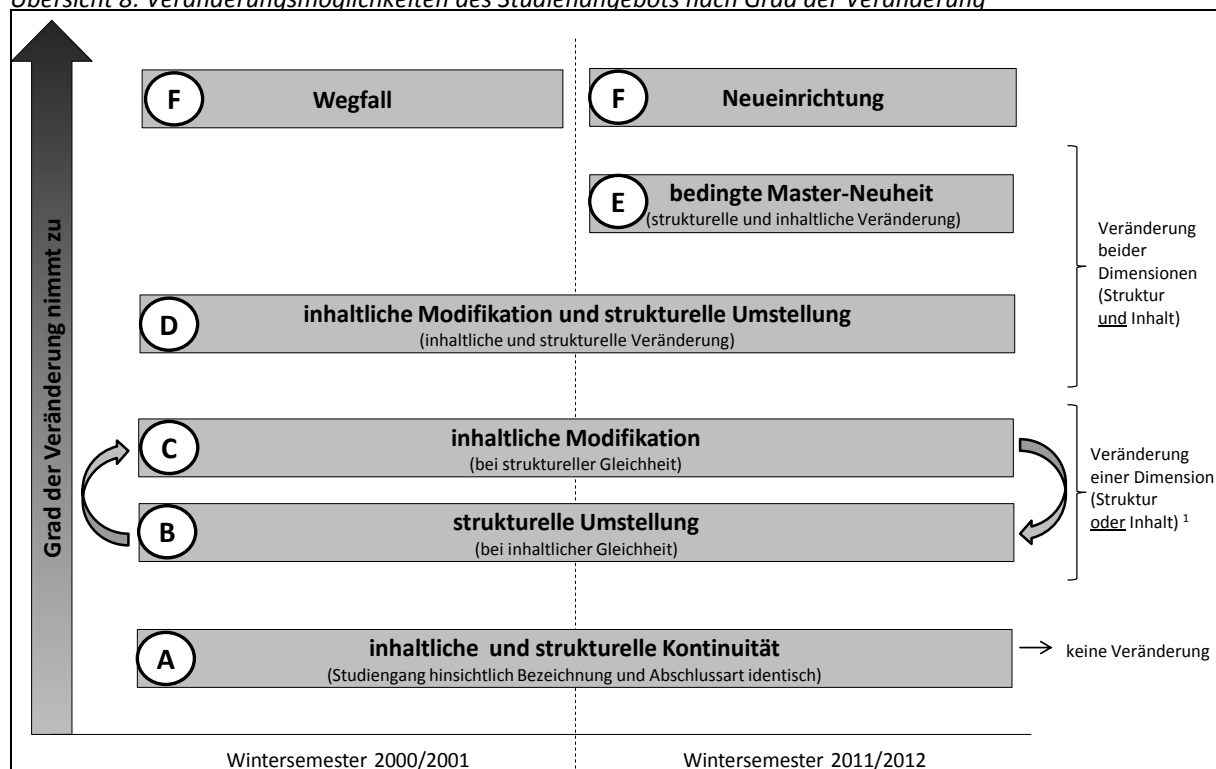 Übersicht 8: Veränderungsmöglichkeiten des Studienangebots nach Grad der Veränderung
Grad der Veränderung nimmt zu
F
Wegfall
F
Neueinrichtung
E
bedingte Master-Neuheit
(strukturelle und inhaltliche Veränderung)
Veränderung
beider
Dimensionen
(Struktur
und Inhalt)
D
inhaltliche Modifikation und strukturelle Umstellung
(inhaltliche und strukturelle Veränderung)
C
inhaltliche Modifikation
(bei struktureller Gleichheit)
Veränderung
einer Dimension
(Struktur
oder Inhalt) 1
B
strukturelle Umstellung
(bei inhaltlicher Gleichheit)
A
inhaltliche und strukturelle Kontinuität
(Studiengang hinsichtlich Bezeichnung und Abschlussart identisch)
keine Veränderung
Wintersemester 2000/2001
Wintersemester 2011/2012